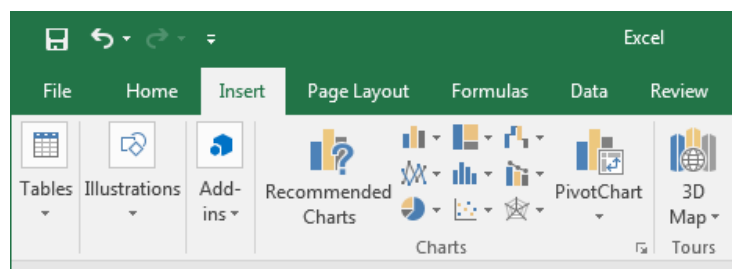 Excel
File Home Insert Page Layout Formulas Data Review
Tables Illustrations Add-
ins Recommended
Charts PivotChart 3D
Map
Charts Tours